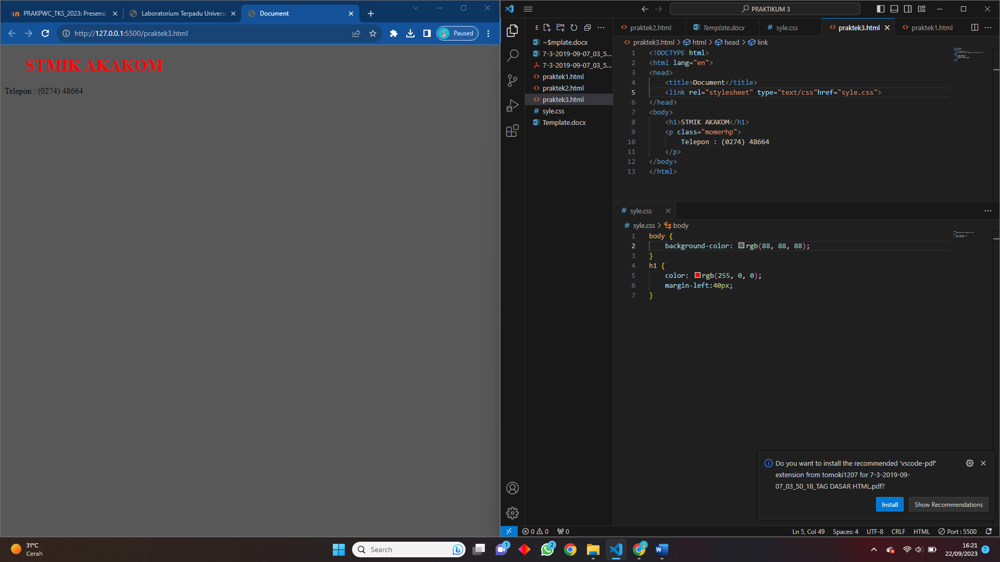 PRAKPWC_TKS_2023: Presensi
Laboratorium Terpadu Univers
Document
http://127.0.0.1:5500/praktek3.html
Paused
STMIK AKAKOM
Telepon : (0274) 48664
PRAKTIKUM 3
E
~$mplate.docx
7-3-2019-09-07_03_5...
7-3-2019-09-07_03_5...
praktek1.html
praktek2.html
praktek3.html
syle.css
Template.docx
praktek2.html
Template.docx
syle.css
praktek3.html
praktek1.html
praktek3.html > html > head > link
1 <!DOCTYPE html>
2 <html lang="en">
3 <head>
4 <title>Document</title>
5 <link rel="stylesheet" type="text/css"href="syle.css">
6 </head>
7 <body>
8 <h1>STMIK AKAKOM</h1>
9 <p class="momerhp">
10 Telepon : (0274) 48664
11 </p>
12 </body>
13 </html>
syle.css
syle.css > body
1 body {
2 background-color: rgb(88, 88, 88);
3 }
4 h1 {
5 color: rgb(255, 0, 0);
6 margin-left:40px;
7 }
Do you want to install the recommended 'vscode-pdf'
extension from tomoki1207 for 7-3-2019-09-
07_03_50_18_TAG DASAR HTML.pdf?
Install
Show Recommendations
0 0 0
Ln 5, Col 49
Spaces: 4
UTF-8
CRLF
HTML
Port : 5500
31°C
Cerah
Search
1
2
16:21
22/09/2023
7